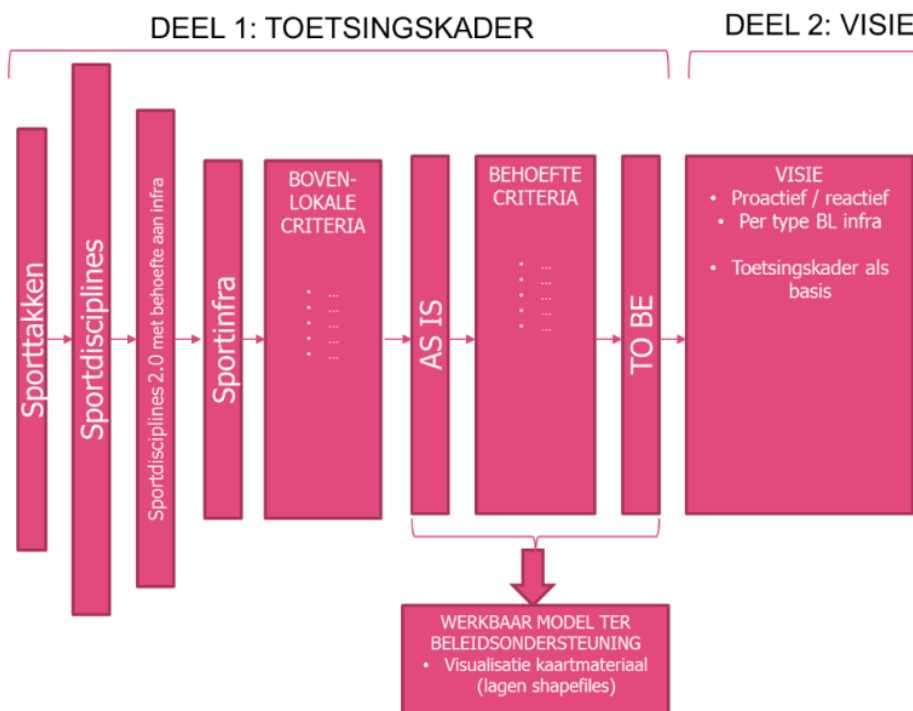 DEEL 1: TOETSINGSKADER
DEEL 2: VISIE
Sporttakken
Sportdisciplines
Sportdisciplines 2.0 met behoefte aan infra
Sportinfra
BOVEN-
LOKALE
CRITERIA
• ...
• ...
• ...
• ...
• ...
AS IS
BEHOEFTE
CRITERIA
• ...
• ...
• ...
• ...
• ...
TO BE
VISIE
• Proactief / reactief
• Per type BL infra
• Toetsingskader als
basis
WERKBAAR MODEL TER
BELEIDSONDERSTEUNING
• Visualisatie kaartmateriaal
(lagen shapefiles)